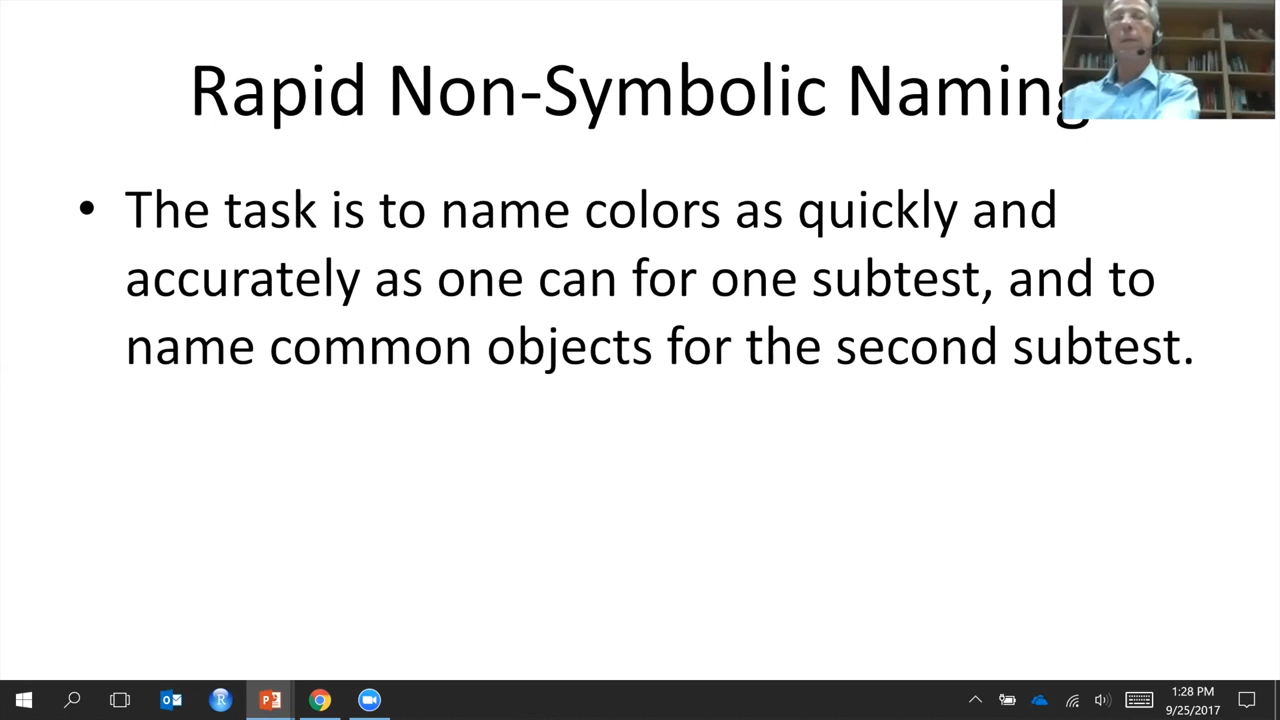 Rapid Non-Symbolic Naming
• The task is to name colors as quickly and
accurately as one can for one subtest, and to
name common objects for the second subtest.
1:28 PM
9/25/2017